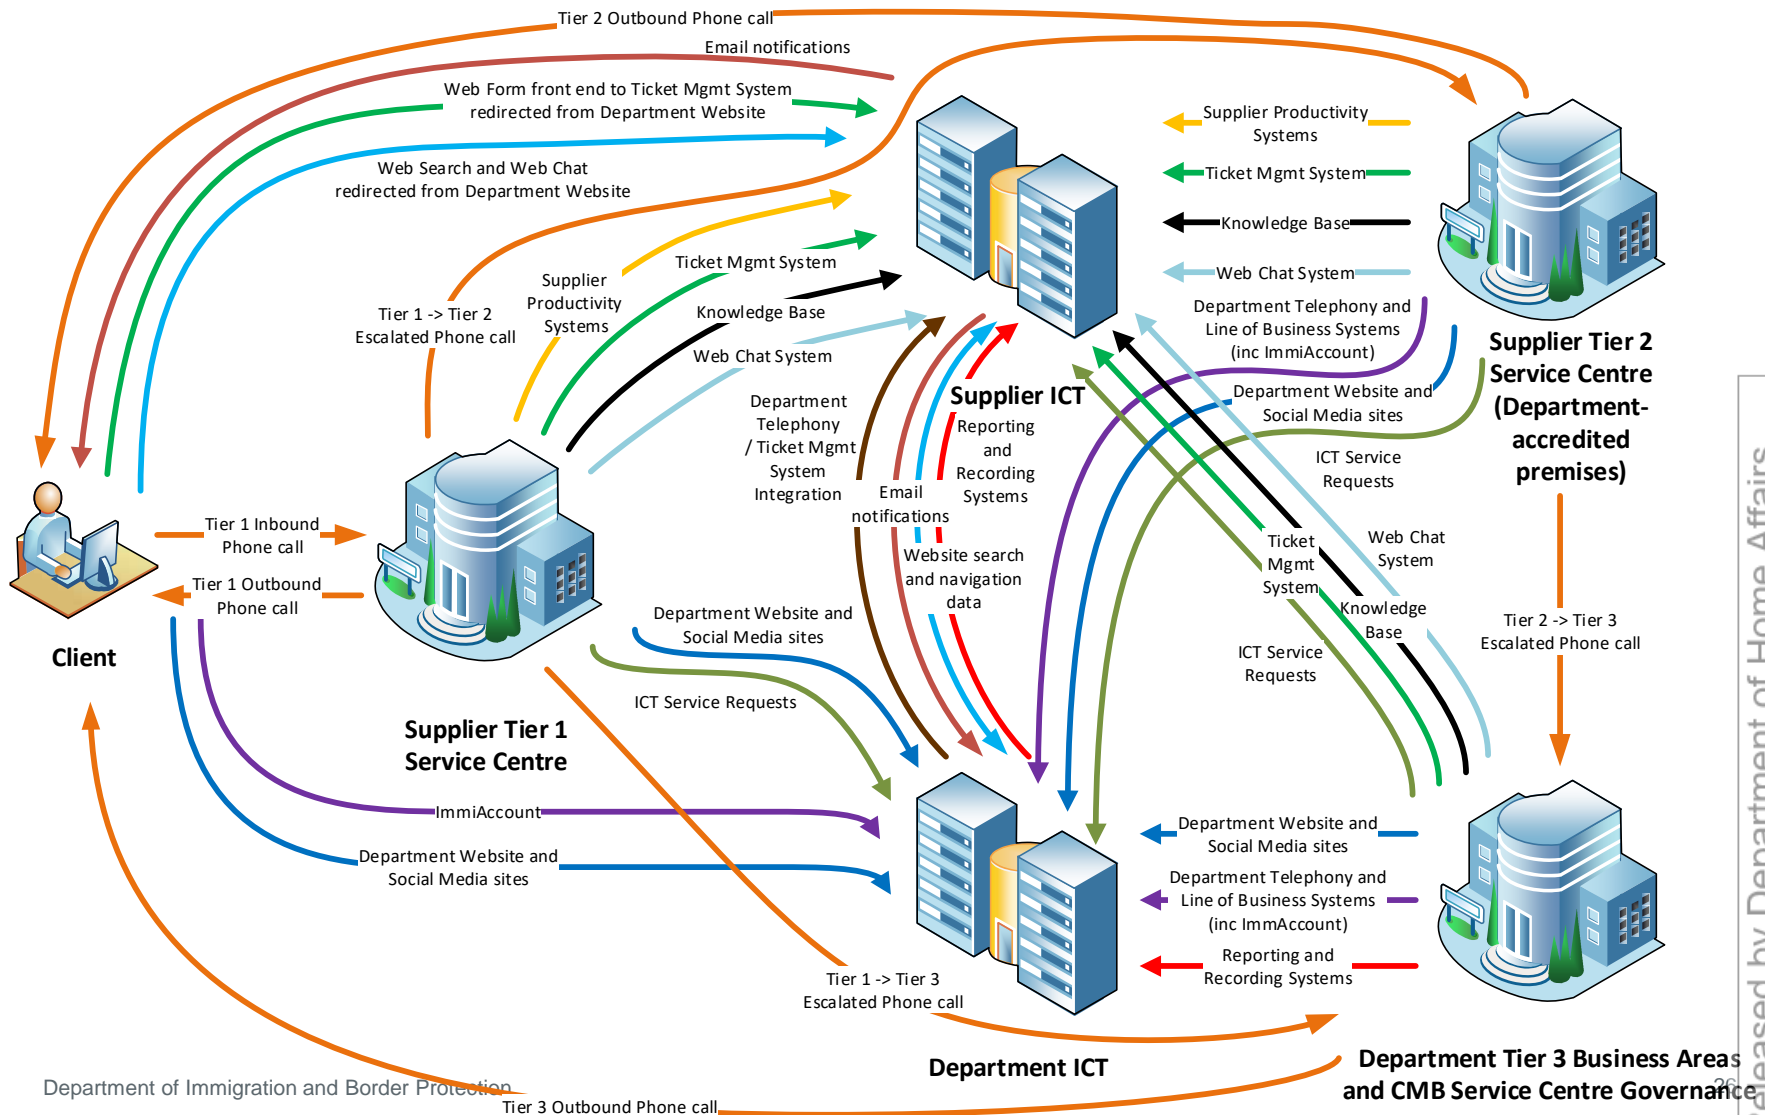 Tier 2 Outbound Phone call
Email notifications
Web Form front end to Ticket Mgmt System
redirected from Department Website
Web Search and Web Chat
redirected from Department Website
Supplier Productivity
Systems
Ticket Mgmt System
Knowledge Base
Web Chat System
Department Telephony and
Line of Business Systems
(inc ImmiAccount)
Department Website and
Social Media sites
ICT Service
Requests
Supplier Tier 2
Service Centre
(Department-
accredited
premises)
Tier 1 -> Tier 2
Escalated Phone call
Supplier
Productivity
Systems
Ticket Mgmt System
Knowledge Base
Web Chat System
Supplier ICT
Department
Telephony
/ Ticket Mgmt
System
Integration
Reporting
and
Recording
Systems
Email
notifications
Website search
and navigation
data
Ticket
Mgmt
System
Web Chat
System
Knowledge
Base
ICT Service
Requests
Tier 2 -> Tier 3
Escalated Phone call
Tier 1 Inbound
Phone call
Tier 1 Outbound
Phone call
Client
Department Website and
Social Media sites
ICT Service Requests
Supplier Tier 1
Service Centre
ImmiAccount
Department Website and
Social Media sites
Department Website and
Social Media sites
Department Telephony and
Line of Business Systems
(inc ImmAccount)
Reporting and
Recording Systems
Tier 1 -> Tier 3
Escalated Phone call
Department ICT
Department Tier 3 Business Areas
and CMB Service Centre Governance
Department of Immigration and Border Protection
26
Tier 3 Outbound Phone call
by Department of Home Affairs